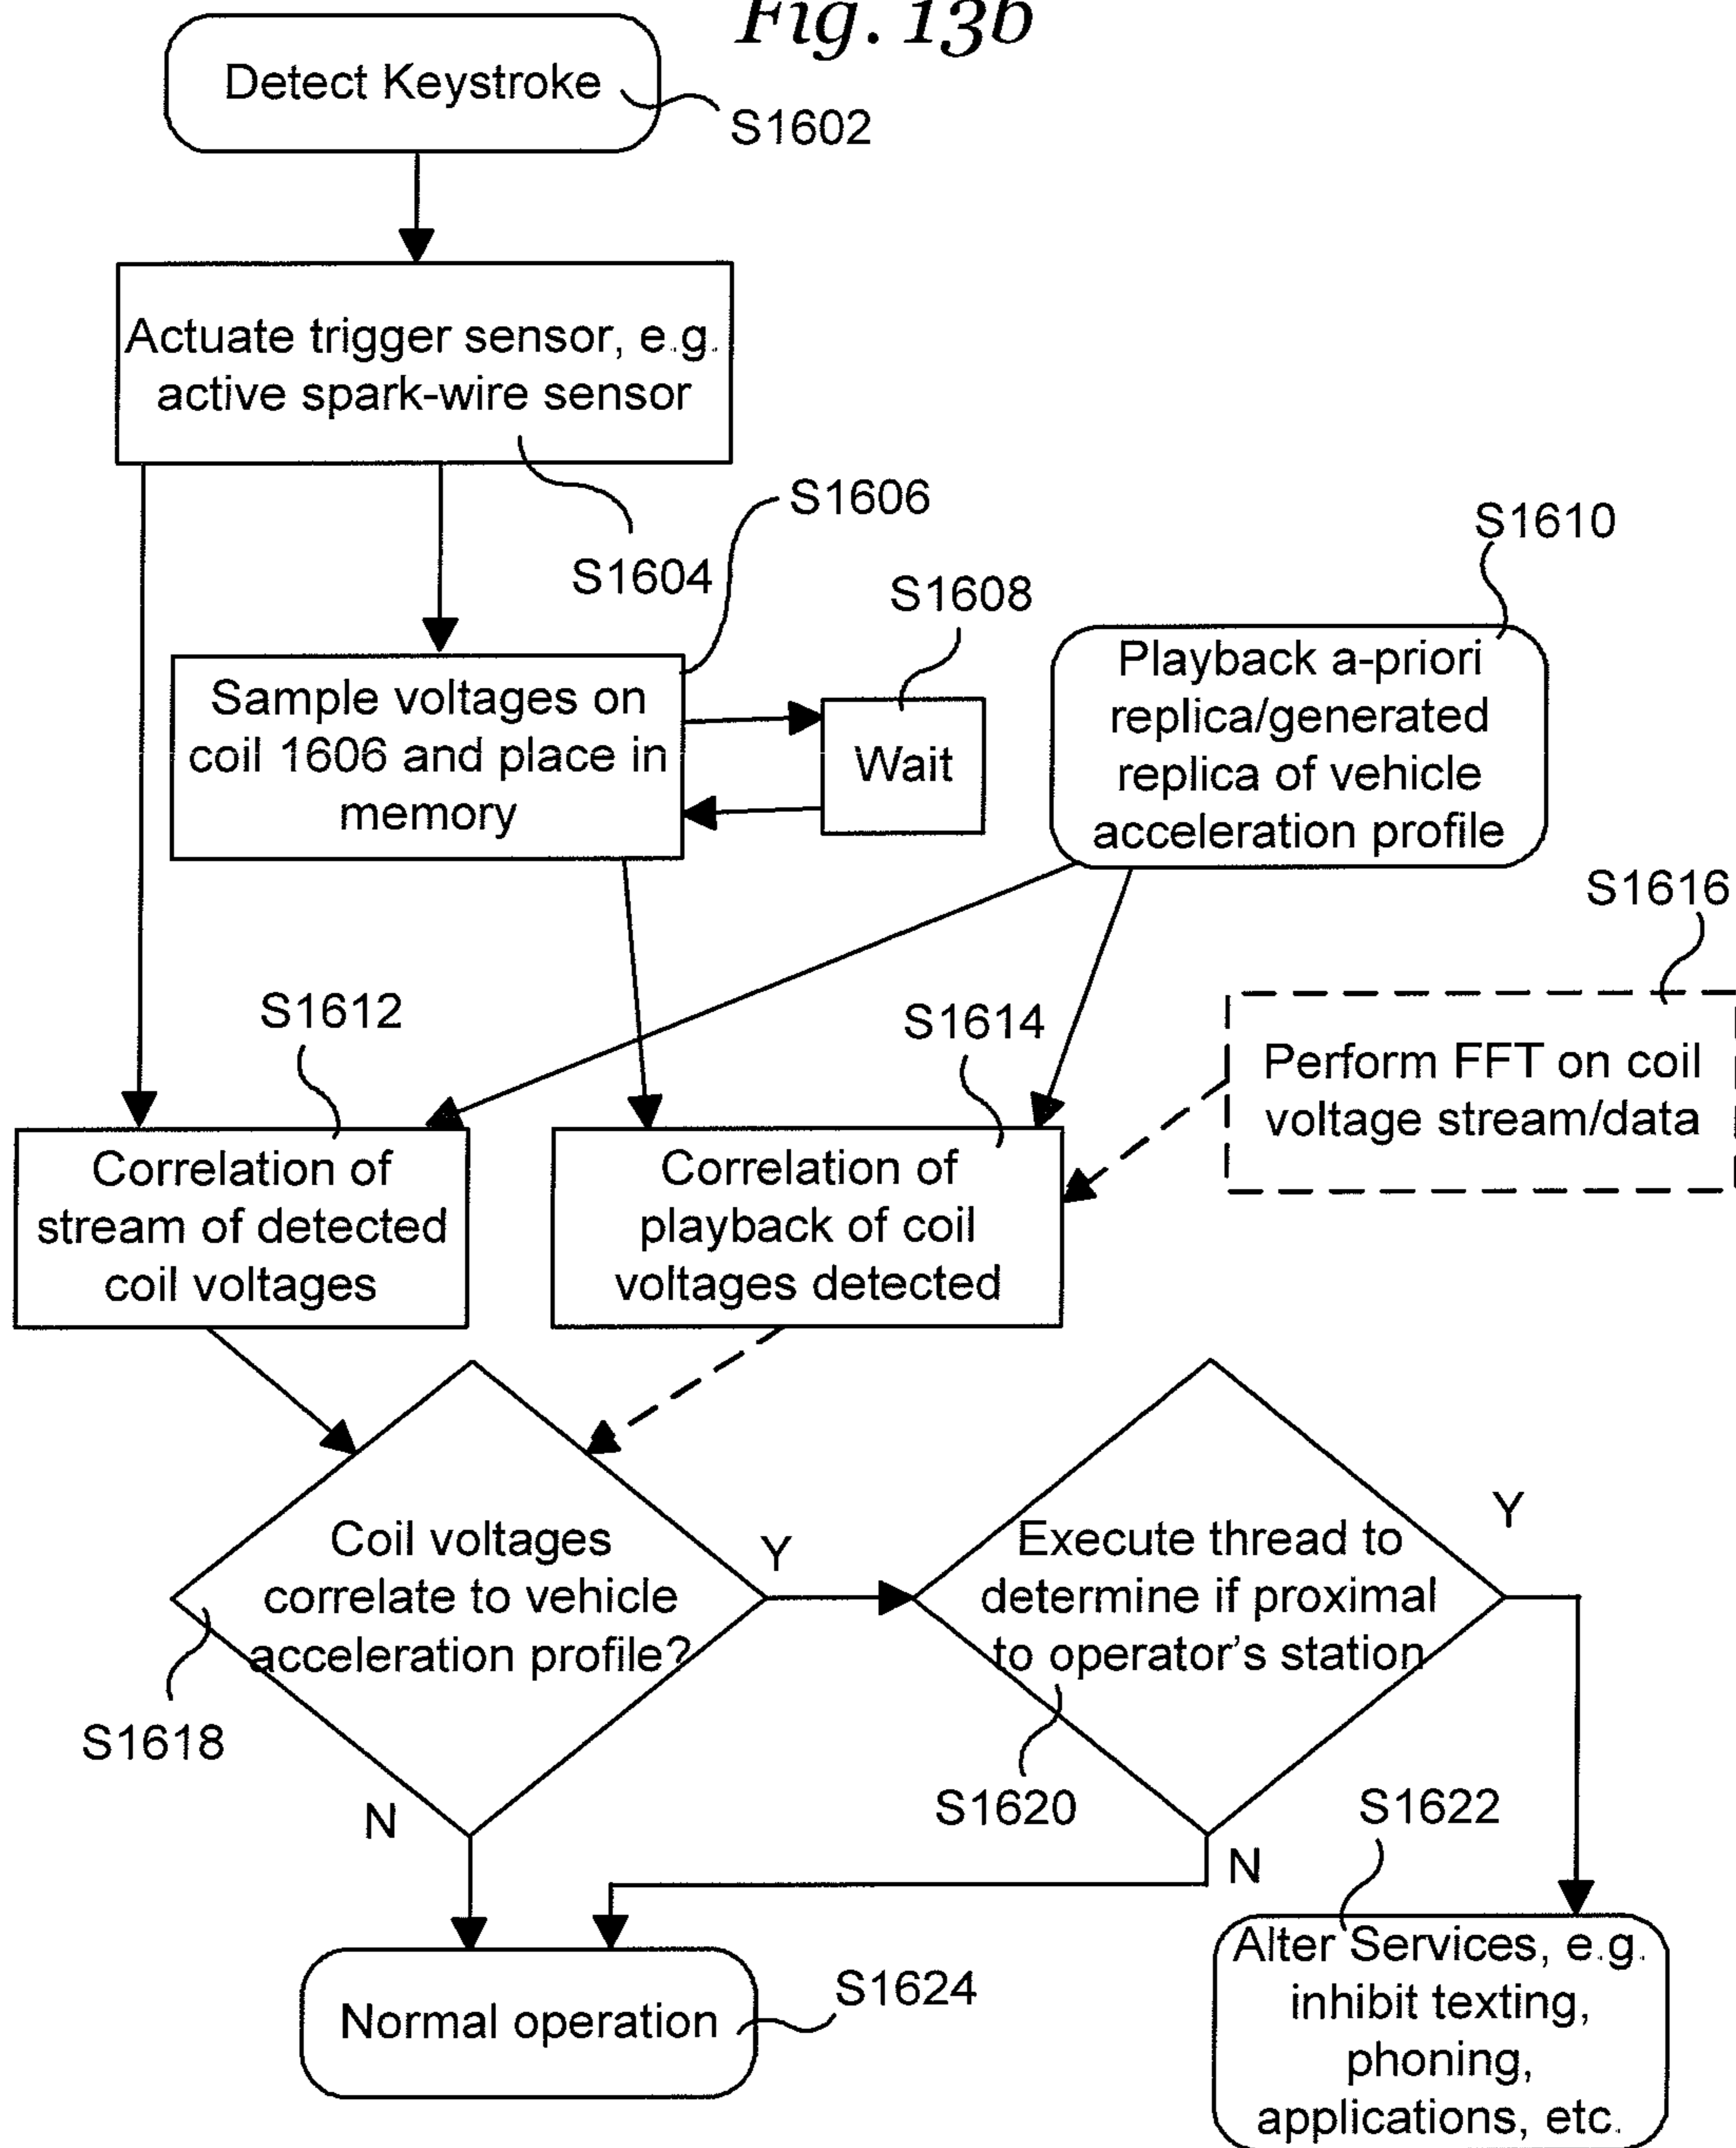 Fig. 13b
Detect Keystroke
S1602
Actuate trigger sensor, e.g.
active spark-wire sensor
S1604
S1606
Sample voltages on
coil 1606 and place in
memory
S1608
Wait
S1610
Playback a-priori
replica/generated
replica of vehicle
acceleration profile
S1616
Perform FFT on coil
voltage stream/data
S1612
Correlation of
stream of detected
coil voltages
S1614
Correlation of
playback of coil
voltages detected
Coil voltages
correlate to vehicle
acceleration profile?
S1618
Y
N
Execute thread to
determine if proximal
to operator's station
S1620
Y
N
S1622
Alter Services, e.g.
inhibit texting,
phoning,
applications, etc.
Normal operation
S1624